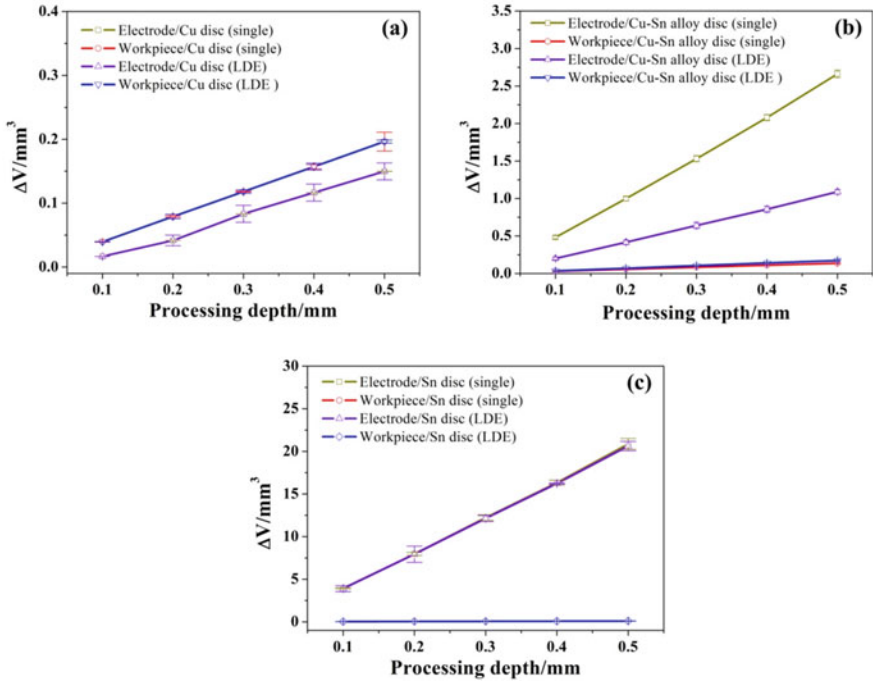 (a)
Electrode/Cu disc (single)
Workpiece/Cu disc (single)
Electrode/Cu disc (LDE)
Workpiece/Cu disc (LDE )
ΔV/mm³
0.4
0.3
0.2
0.1
0.0
0.1 0.2 0.3 0.4 0.5
Processing depth/mm
(b)
Electrode/Cu-Sn alloy disc (single)
Workpiece/Cu-Sn alloy disc (single)
Electrode/Cu-Sn alloy disc (LDE)
Workpiece/Cu-Sn alloy disc (LDE )
ΔV/mm³
3.5
3.0
2.5
2.0
1.5
1.0
0.5
0.0
0.1 0.2 0.3 0.4 0.5
Processing depth/mm
(c)
Electrode/Sn disc (single)
Workpiece/Sn disc (single)
Electrode/Sn disc (LDE)
Workpiece/Sn disc (LDE)
ΔV/mm³
30
25
20
15
10
5
0
0.1 0.2 0.3 0.4 0.5
Processing depth/mm